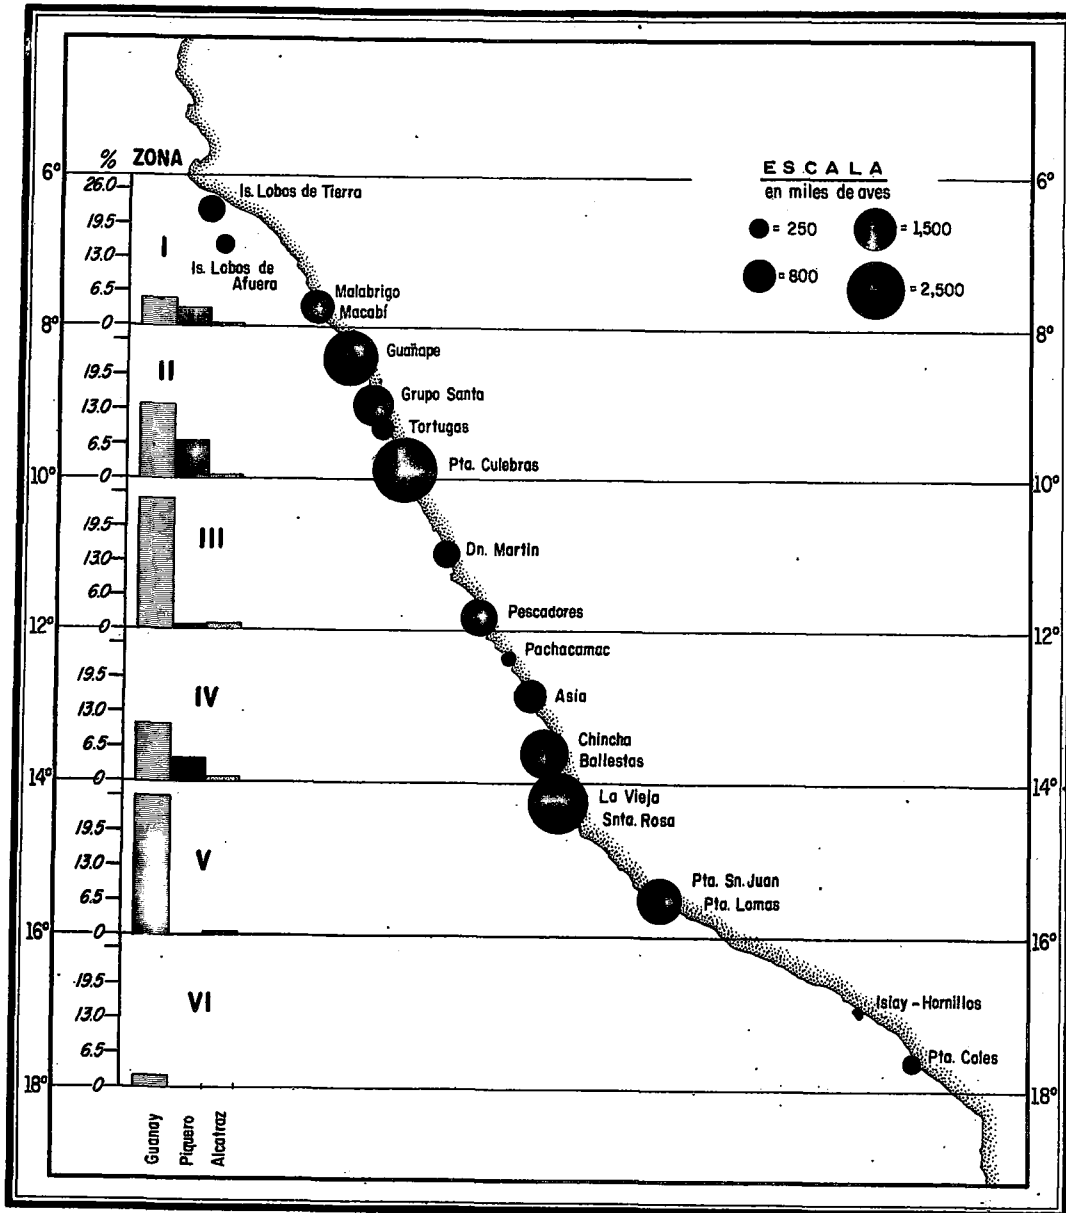 % ZONA
ESCALA
en miles de aves
= 250
= 1,500
= 800
= 2,500
6°
6°
26.0
19.5
13.0
6.5
0
I
Is. Lobos de Tierra
Is. Lobos de
Afuera
Malabrigo
Macabí
8°
8°
II
19.5
13.0
6.5
0
Guañape
Grupo Santa
Tortugas
Pta. Culebras
10°
10°
III
19.5
13.0
6.0
0
Dn. Martin
Pescadores
12°
12°
IV
19.5
13.0
6.5
0
Pachacamac
Asia
Chincha
Ballestas
14°
14°
La Vieja
Snta. Rosa
V
19.5
13.0
6.5
0
Pta. Sn. Juan
Pta. Lomas
16°
16°
VI
19.5
13.0
6.5
0
Islay - Hornillos
Pta. Coles
18°
18°
Guanay
Piquero
Alcatraz